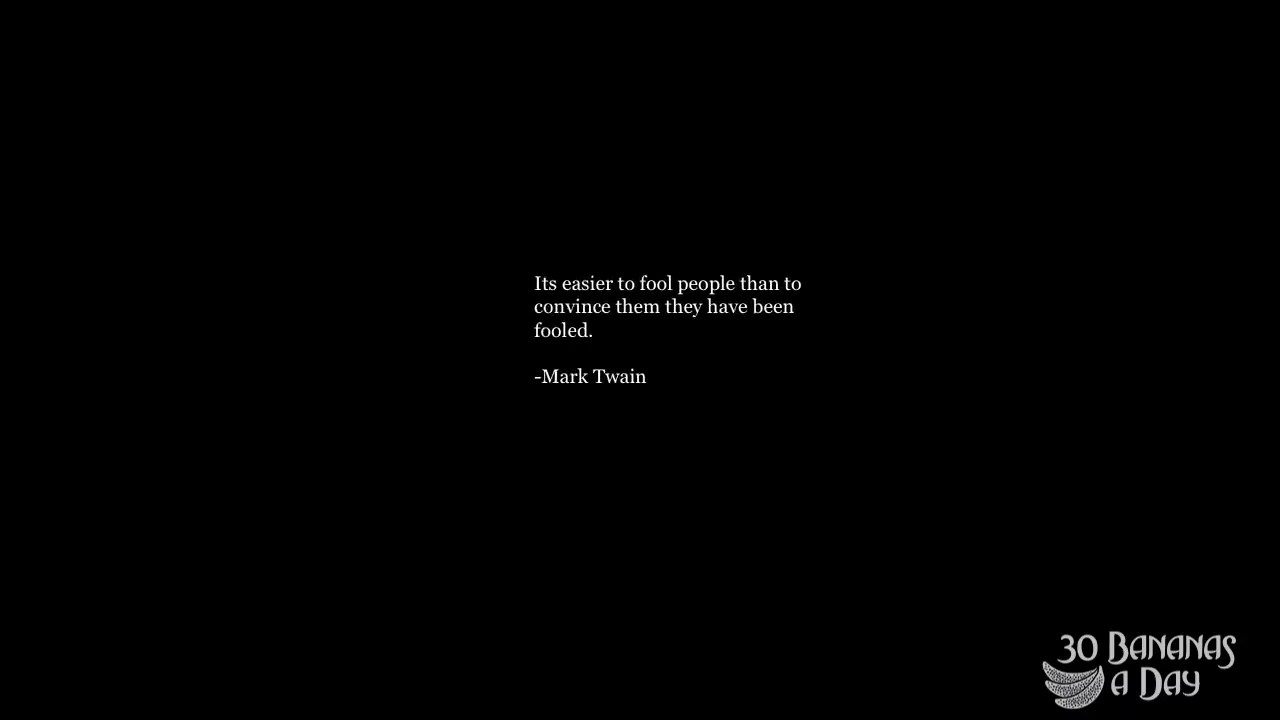 Its easier to fool people than to
convince them they have been
fooled.
-Mark Twain
30 Bananas
a Day